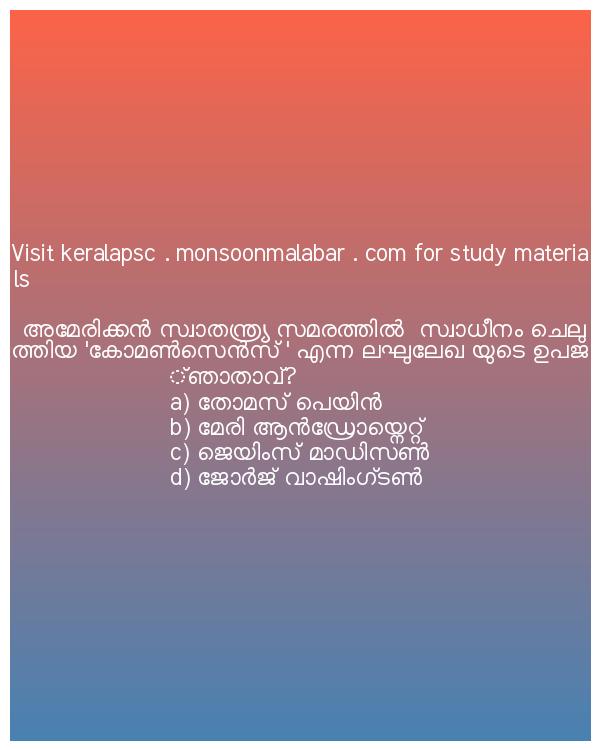 Visit keralapsc . monsoonmalabar . com for study materia
ls
അമേരിക്കൻ സ്വാതന്ത്ര്യ സമരത്തിൽ  സ്വാധീനം ചെലു
ത്തിയ 'കോമൺസെൻസ് ' എന്ന ലഘുലേഖ യുടെ ഉപജ
്ഞാതാവ്?
a) തോമസ് പെയിൻ
b) മേരി ആൻഡ്രോയ്നെറ്റ്
c) ജെയിംസ് മാഡിസൺ
d) ജോർജ് വാഷിംഗ്ടൺ